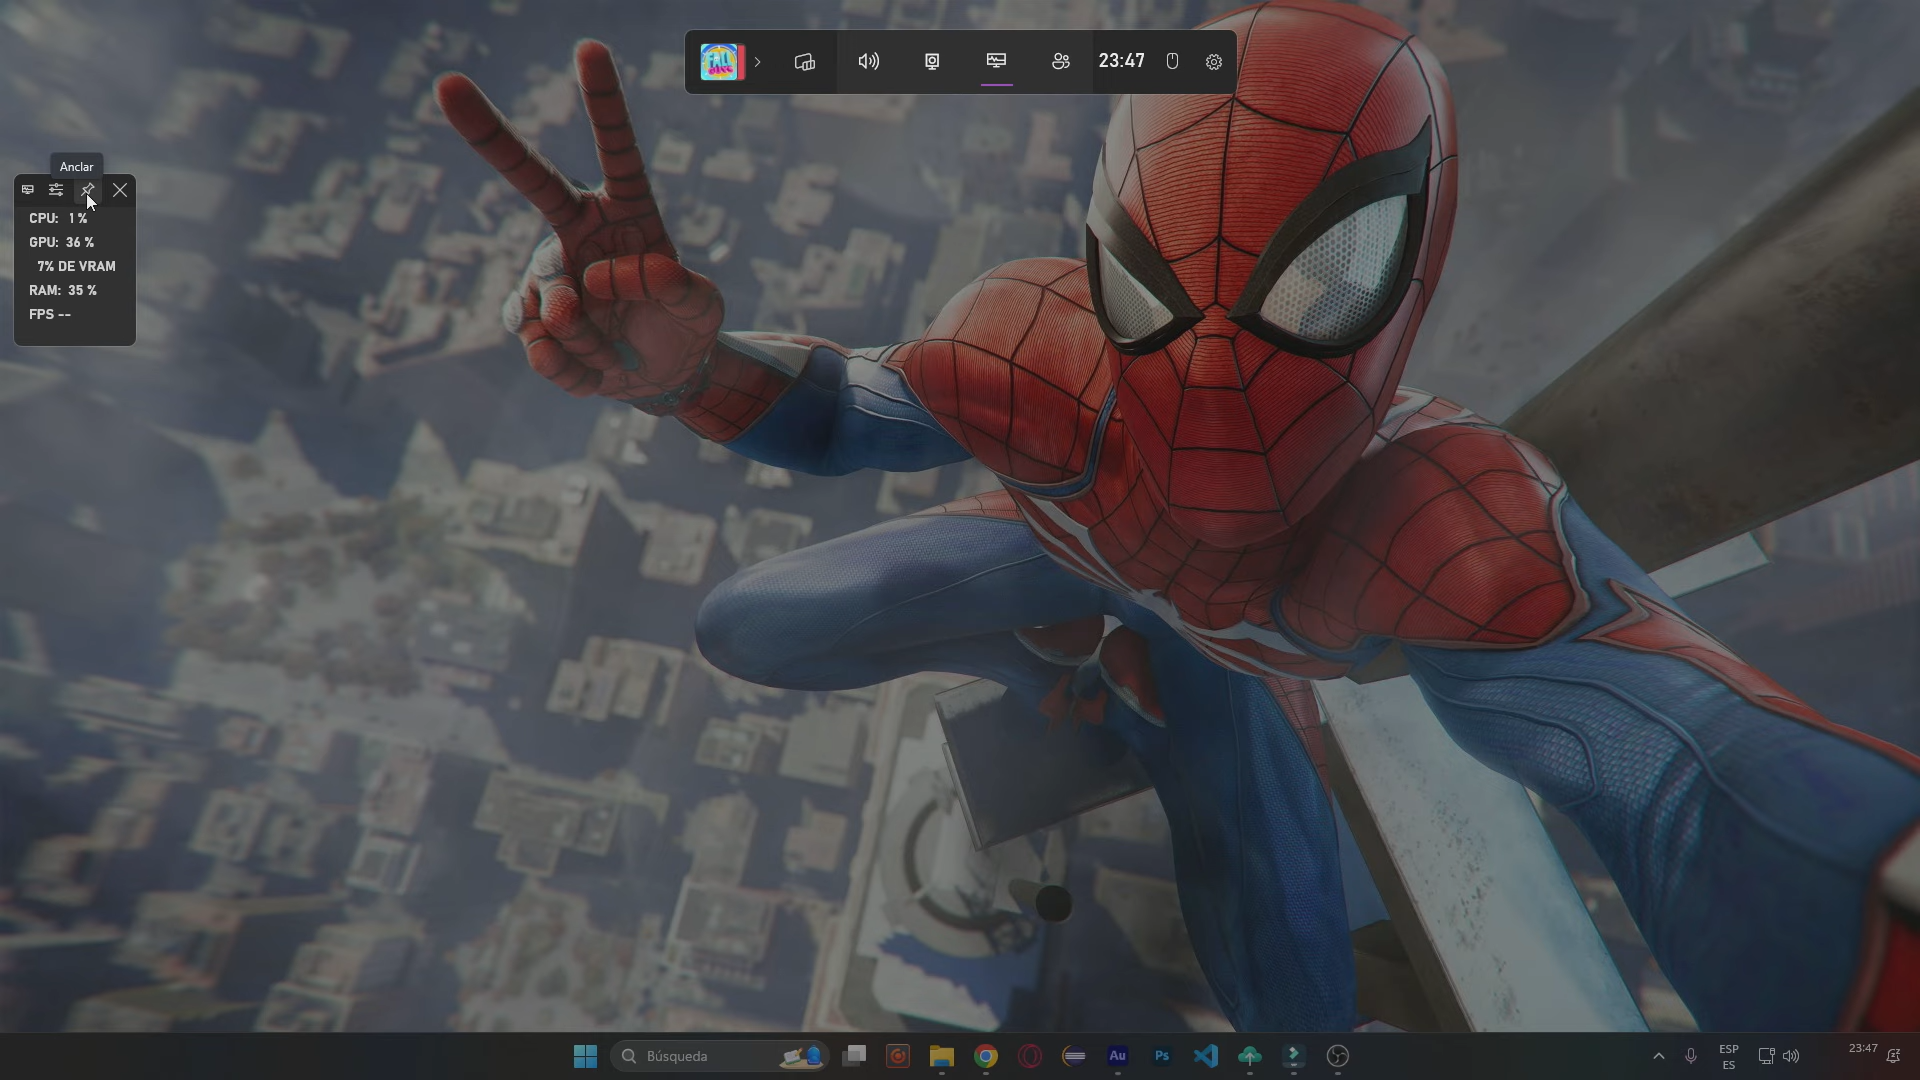 23:47
Anclar
CPU: 1 %
GPU: 36 %
7% DE VRAM
RAM: 35 %
FPS --
Búsqueda
Au
Ps
ESP
ES
23:47